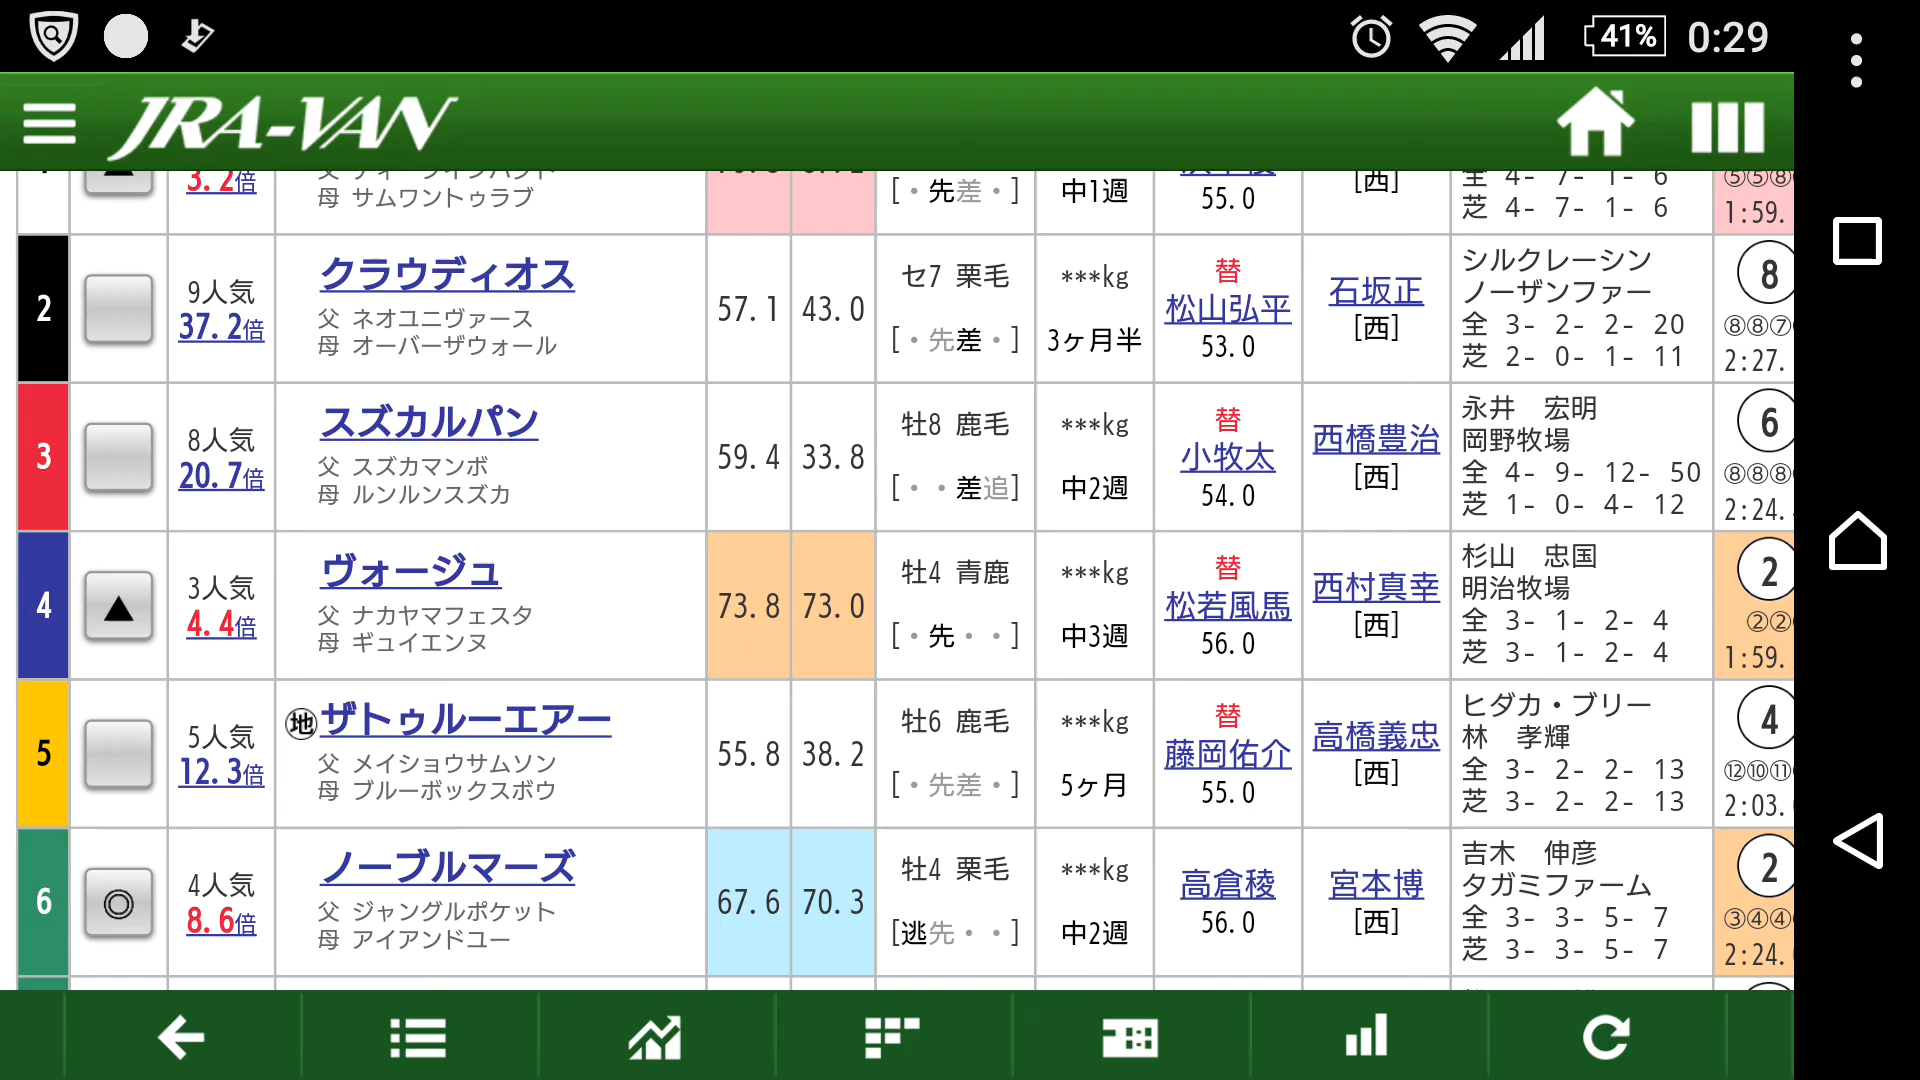 41% 0:29
JRA-VAN
3.2倍
母 サムワントゥラブ
[・先差・]
中1週
55.0
[西]
全 4- 7- 1- 6
芝 4- 7- 1- 6
⑤⑤⑧
1:59.
2
9人気
37.2倍
クラウディオス
父 ネオユニヴァース
母 オーバーザウォール
57.1
43.0
セ7 栗毛
[・先差・]
***kg
3ヶ月半
替
松山弘平
53.0
石坂正
[西]
シルクレーシン
ノーザンファー
全 3- 2- 2- 20
芝 2- 0- 1- 11
8
⑧⑧⑦
2:27.
3
8人気
20.7倍
スズカルパン
父 スズカマンボ
母 ルンルンスズカ
59.4
33.8
牡8 鹿毛
[・・差追]
***kg
中2週
替
小牧太
54.0
西橋豊治
[西]
永井　宏明
岡野牧場
全 4- 9- 12- 50
芝 1- 0- 4- 12
6
⑧⑧⑧
2:24.
4
▲
3人気
4.4倍
ヴォージュ
父 ナカヤマフェスタ
母 ギュイエンヌ
73.8
73.0
牡4 青鹿
[・先・・]
***kg
中3週
替
松若風馬
56.0
西村真幸
[西]
杉山　忠国
明治牧場
全 3- 1- 2- 4
芝 3- 1- 2- 4
2
②②
1:59.
5
5人気
12.3倍
地 ザトゥルーエアー
父 メイショウサムソン
母 ブルーボックスボウ
55.8
38.2
牡6 鹿毛
[・先差・]
***kg
5ヶ月
替
藤岡佑介
55.0
高橋義忠
[西]
ヒダカ・ブリー
林　孝輝
全 3- 2- 2- 13
芝 3- 2- 2- 13
4
⑫⑩⑪
2:03.
6
◎
4人気
8.6倍
ノーブルマーズ
父 ジャングルポケット
母 アイアンドユー
67.6
70.3
牡4 栗毛
[逃先・・]
***kg
中2週
高倉稜
56.0
宮本博
[西]
吉木　伸彦
タガミファーム
全 3- 3- 5- 7
芝 3- 3- 5- 7
2
③④④
2:24.